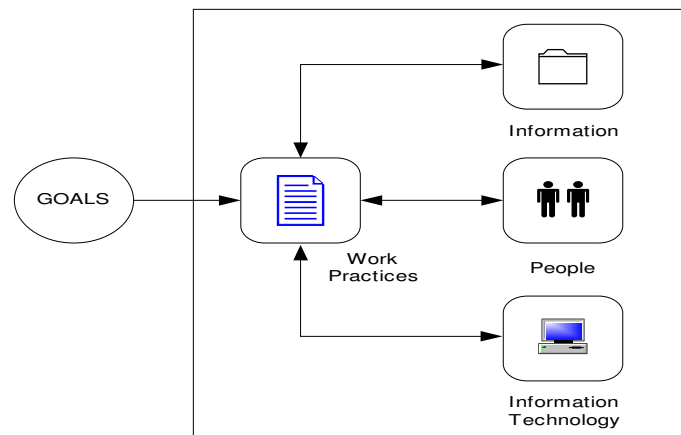 Information
GOALS
Work
Practices
People
Information
Technology